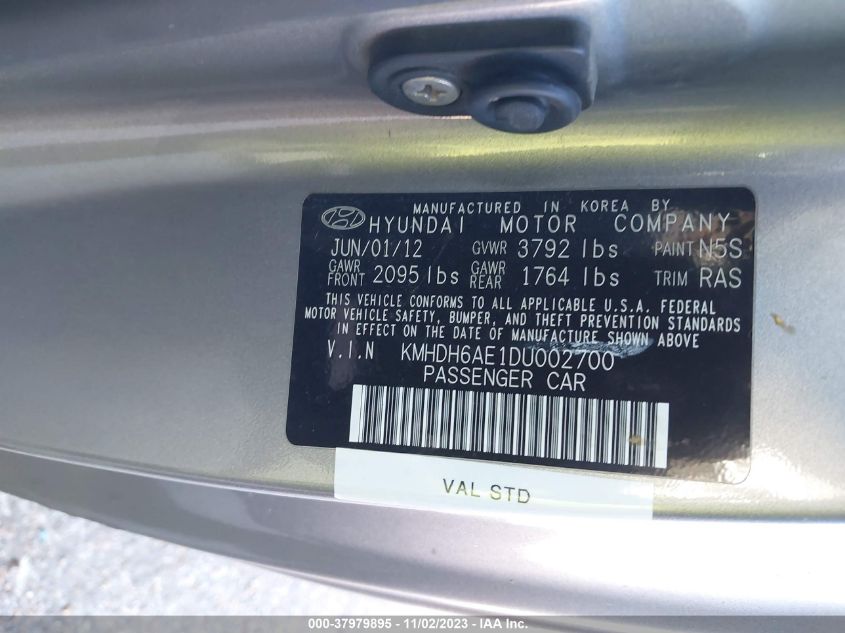 MANUFACTURED IN KOREA BY
HYUNDAI MOTOR COMPANY
JUN/01/12 GVWR 3792 lbs PAINT N5S
GAWR FRONT 2095 lbs GAWR REAR 1764 lbs TRIM RAS
THIS VEHICLE CONFORMS TO ALL APPLICABLE U.S.A. FEDERAL
MOTOR VEHICLE SAFETY, BUMPER, AND THEFT PREVENTION STANDARDS
IN EFFECT ON THE DATE OF MANUFACTURE SHOWN ABOVE.
V.I.N KMHDH6AE1DU002700
PASSENGER CAR
VAL STD
000-37979895 - 11/02/2023 - IAA Inc.